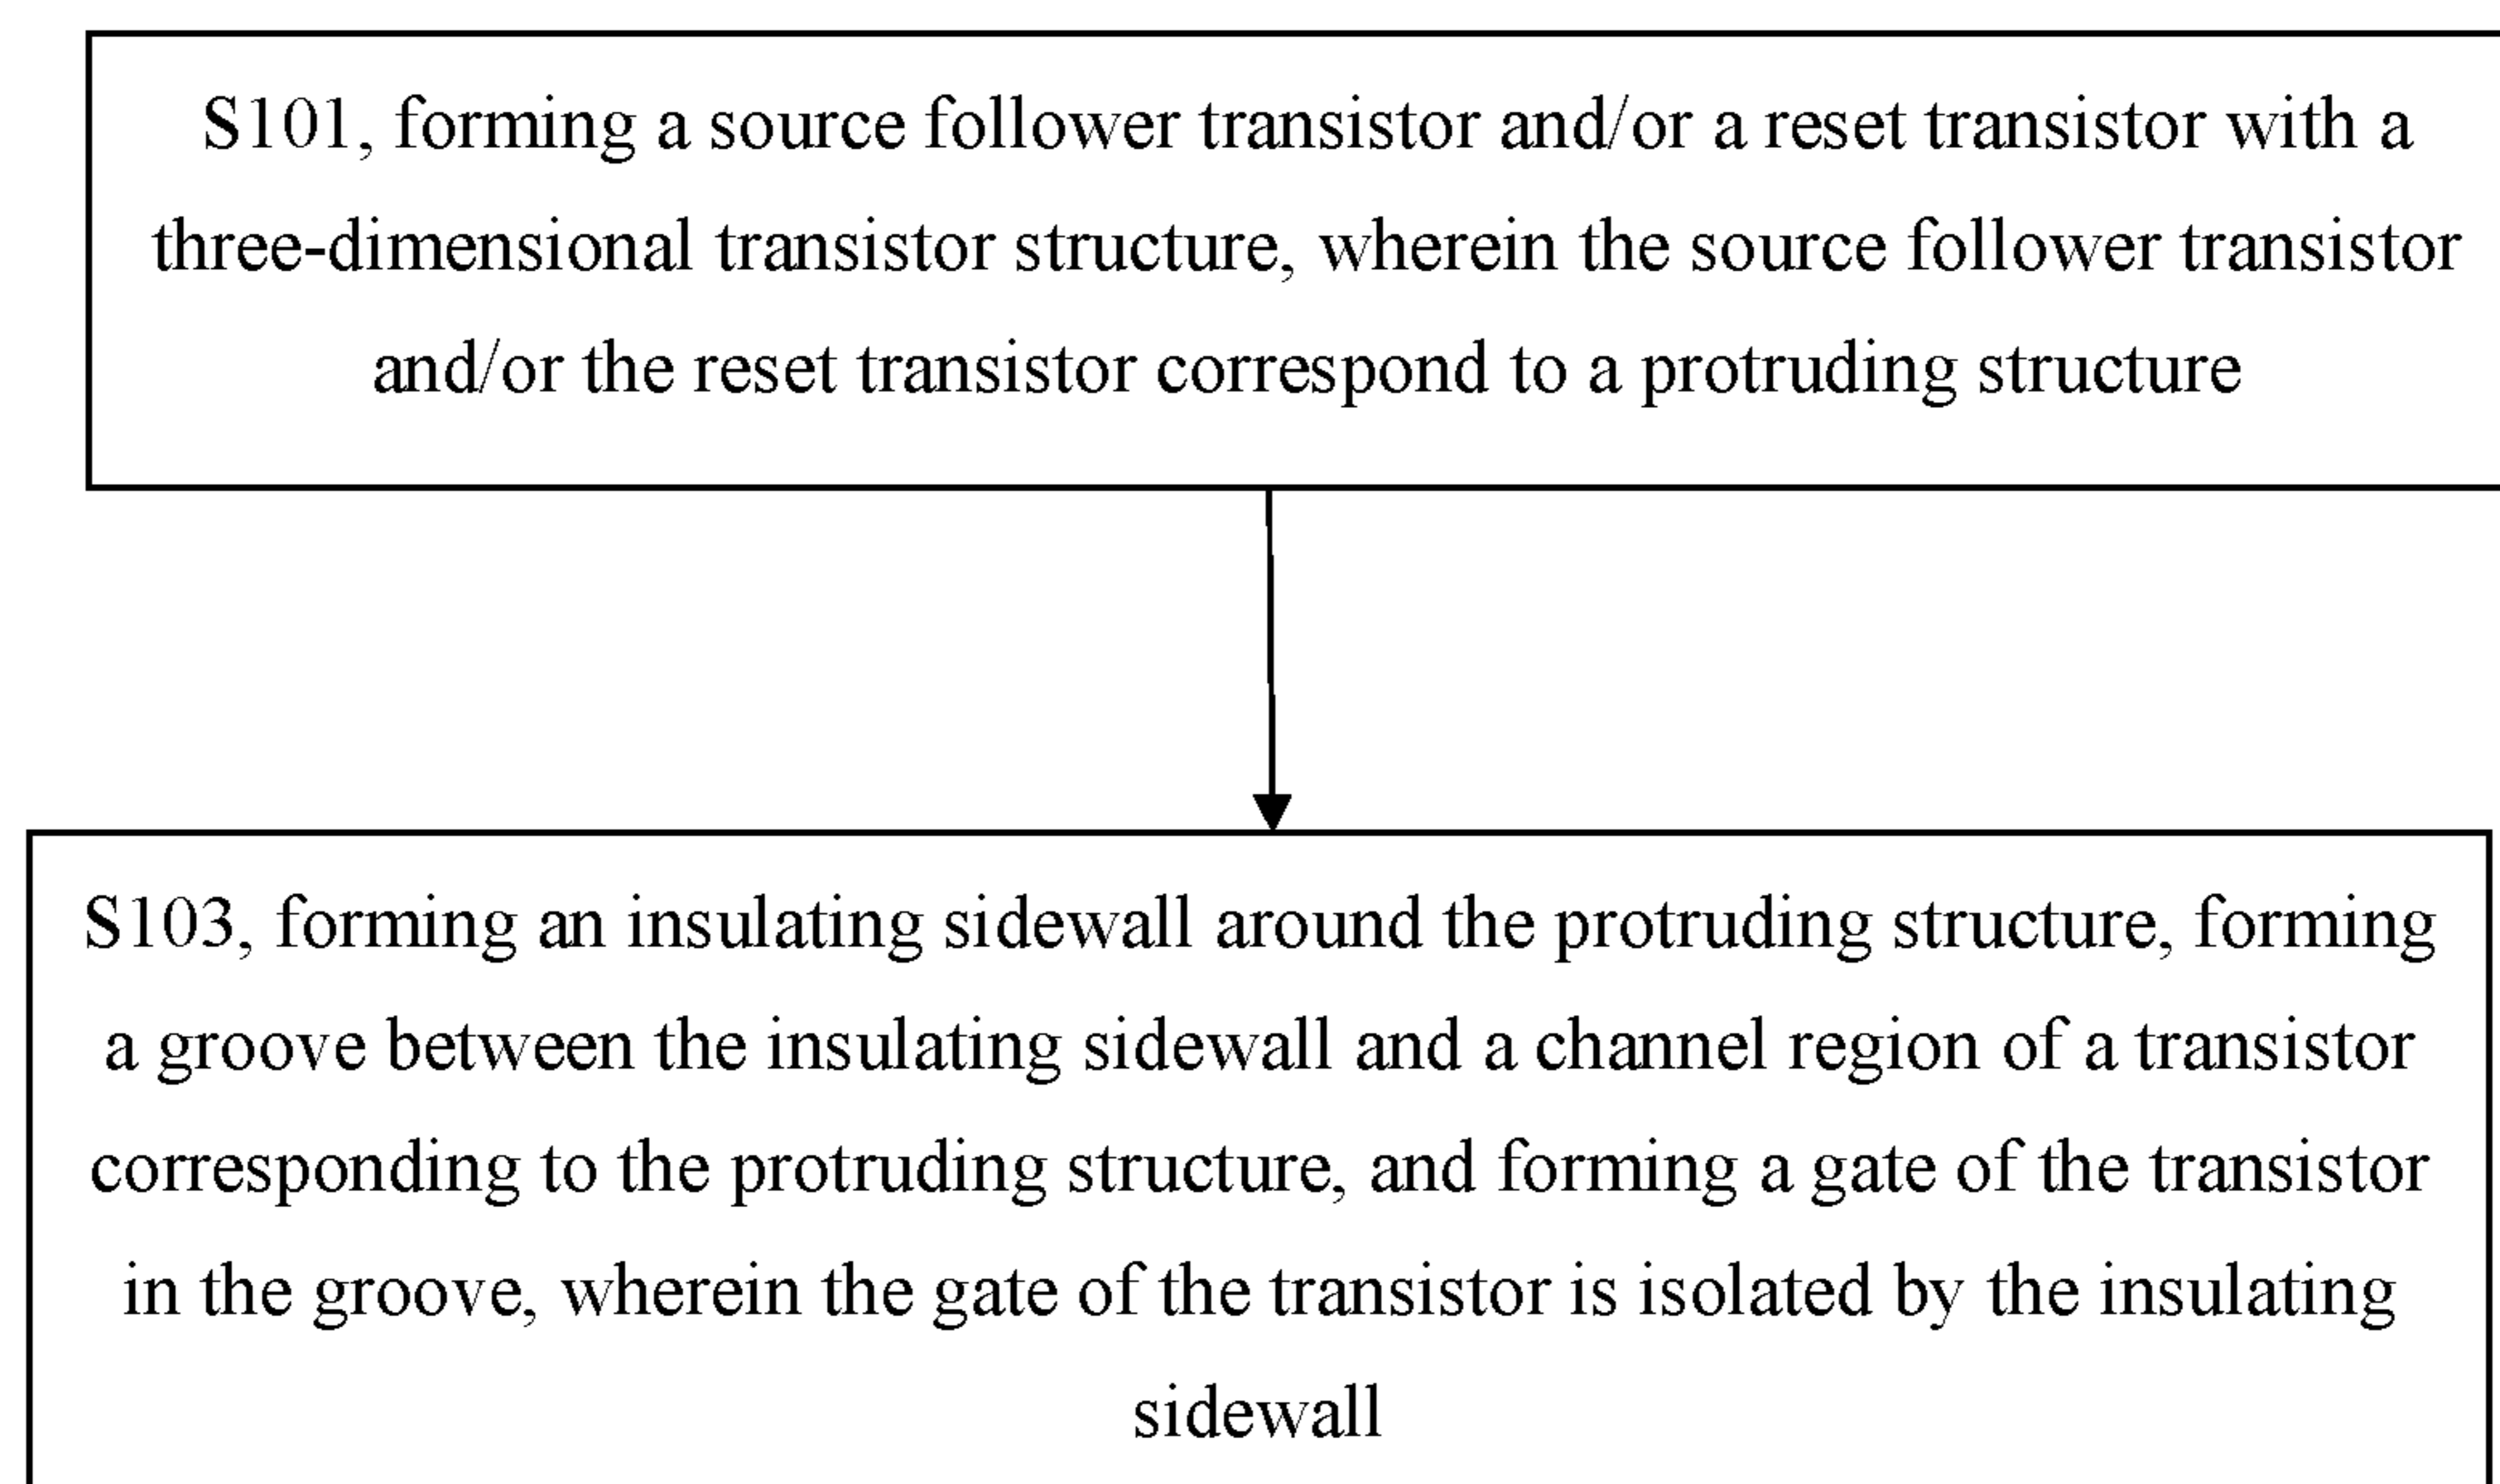 S101, forming a source follower transistor and/or a reset transistor with a
three-dimensional transistor structure, wherein the source follower transistor
and/or the reset transistor correspond to a protruding structure
S103, forming an insulating sidewall around the protruding structure, forming
a groove between the insulating sidewall and a channel region of a transistor
corresponding to the protruding structure, and forming a gate of the transistor
in the groove, wherein the gate of the transistor is isolated by the insulating
sidewall